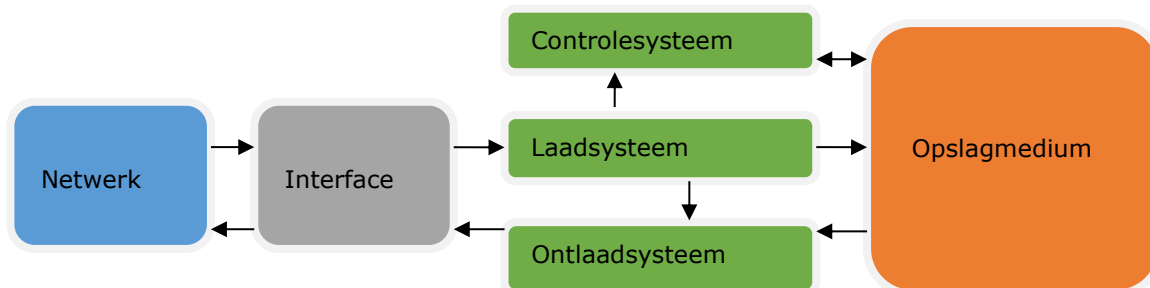 Controlesysteem
Laadsysteem
Opslagmedium
Netwerk
Interface
Ontlaadsysteem